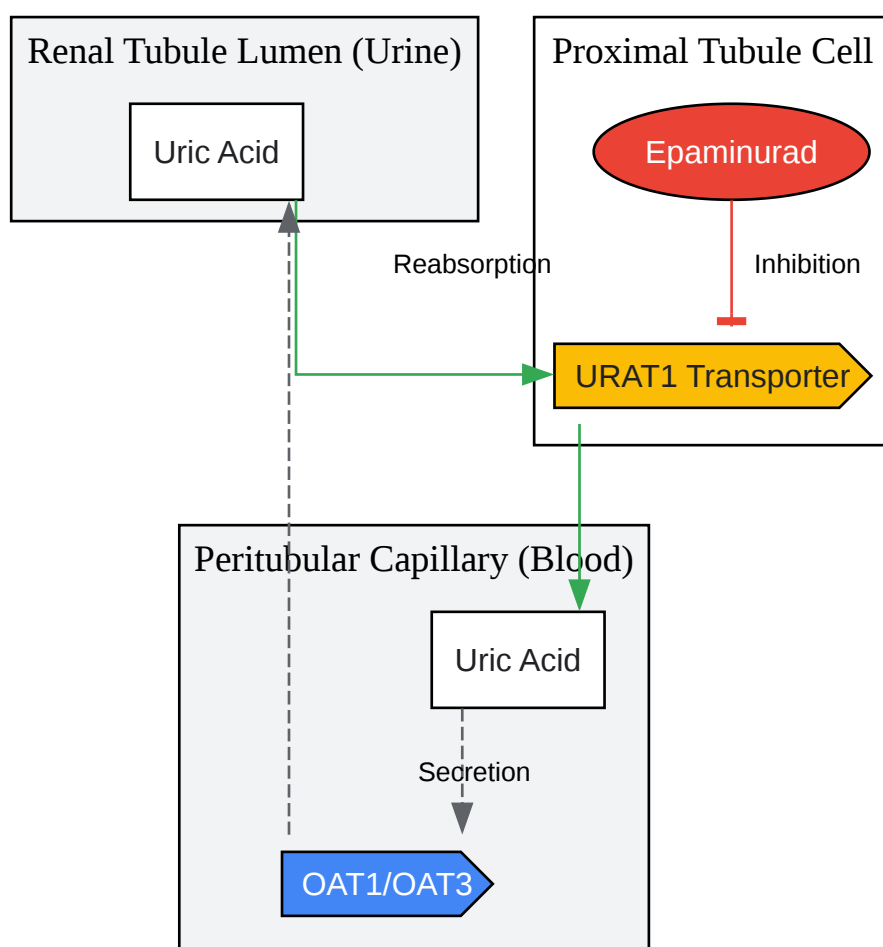 Renal Tubule Lumen (Urine)
Proximal Tubule Cell
Uric Acid
Epaminurad
Reabsorption
Inhibition
URAT1 Transporter
Peritubular Capillary (Blood)
Uric Acid
Secretion
OAT1/OAT3